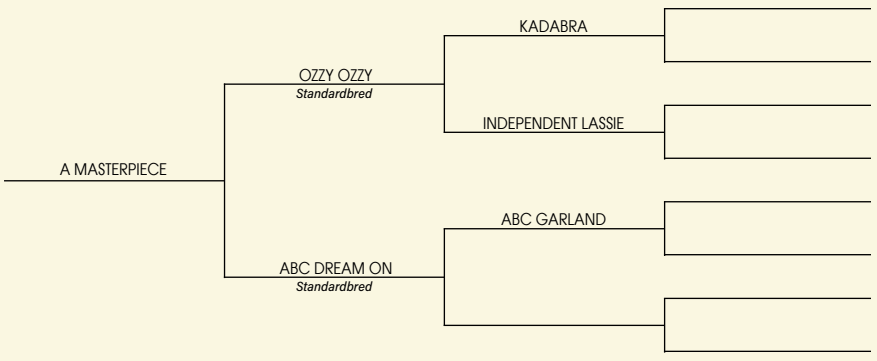 KADABRA
OZZY OZZY
Standardbred
INDEPENDENT LASSIE
A MASTERPIECE
ABC GARLAND
ABC DREAM ON
Standardbred